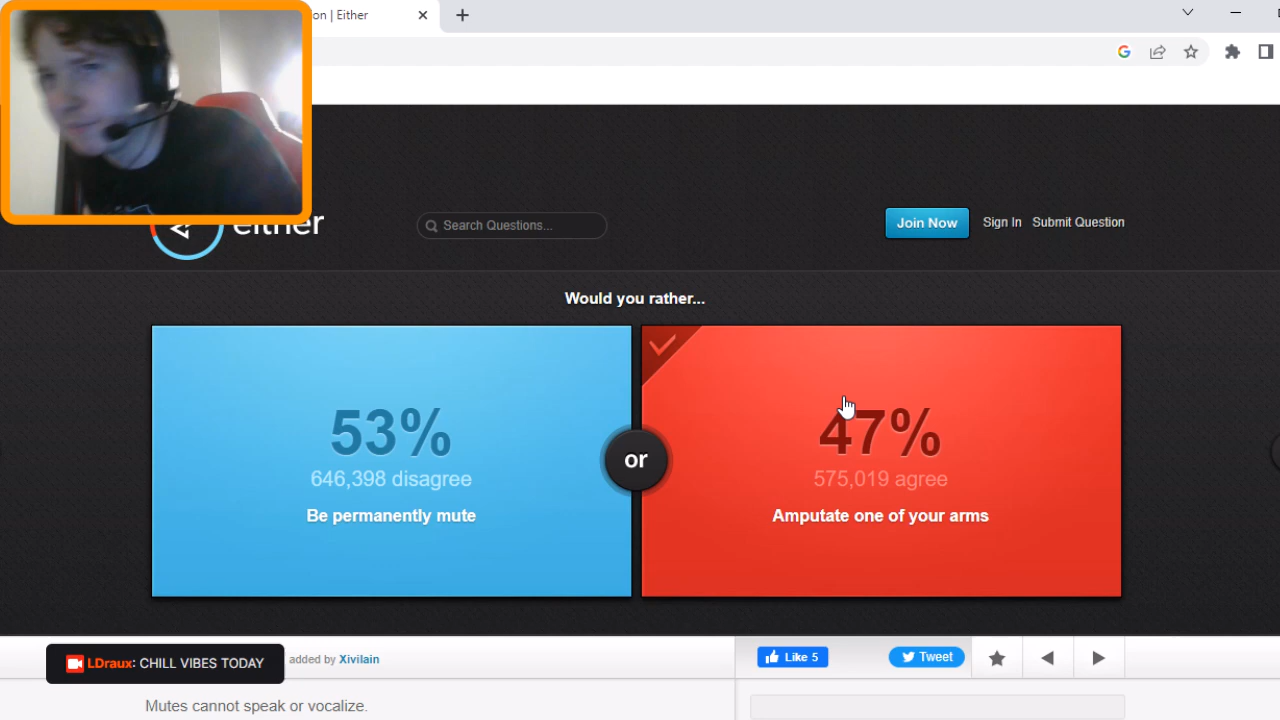 on | Either
either
Search Questions...
Join Now
Sign In
Submit Question
Would you rather...
53%
646,398 disagree
Be permanently mute
or
47%
575,019 agree
Amputate one of your arms
LDraux: CHILL VIBES TODAY
added by Xivilain
Like 5
Tweet
Mutes cannot speak or vocalize.